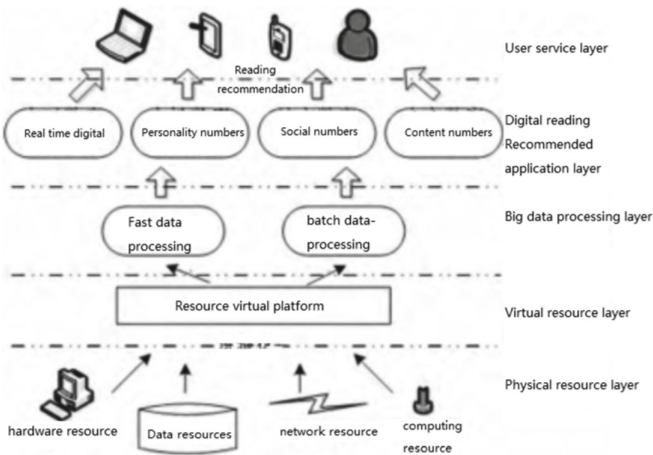 User service layer
Reading
recommendation
Real time digital
Personality numbers
Social numbers
Content numbers
Digital reading
Recommended
application layer
Fast data
processing
batch data-
processing
Big data processing layer
Resource virtual platform
Virtual resource layer
Physical resource layer
hardware resource
Data resources
network resource
computing
resource